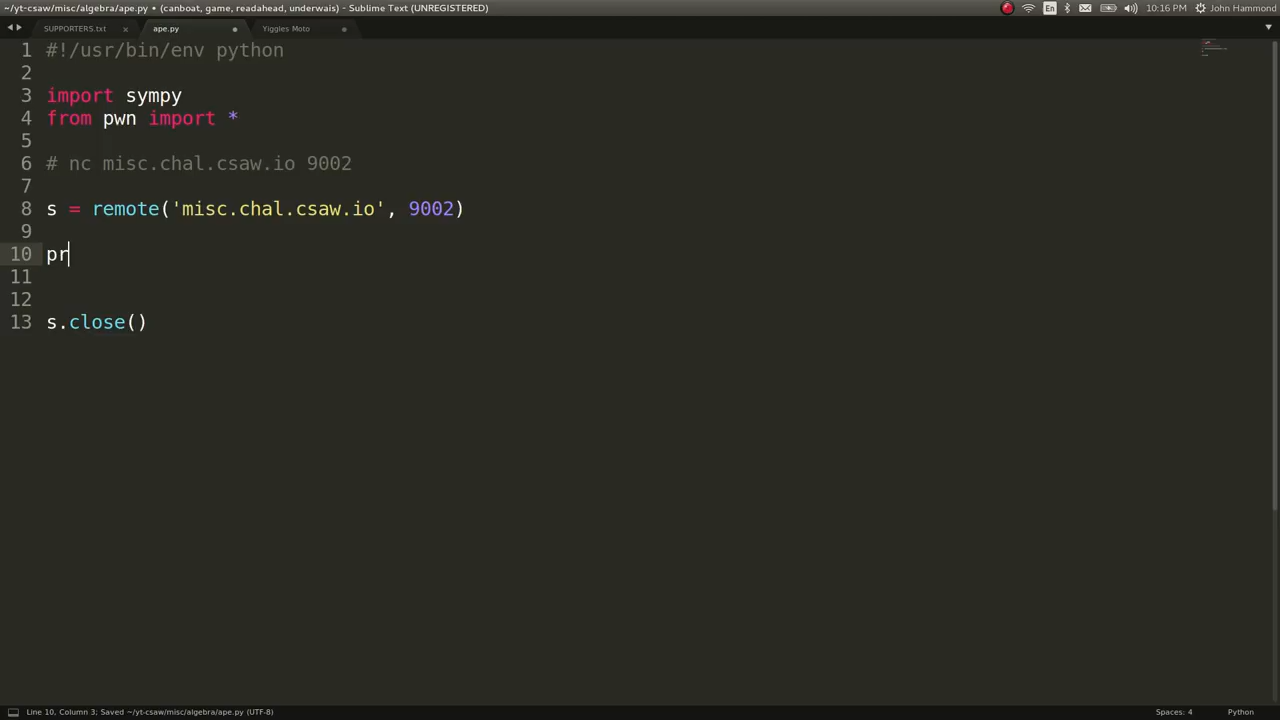 ~/yt-csaw/misc/algebra/ape.py • (canboat, game, readahead, underwais) - Sublime Text (UNREGISTERED)
En
10:16 PM
John Hammond
SUPPORTERS.txt
ape.py
Yiggles Moto
1 #!/usr/bin/env python
2
3 import sympy
4 from pwn import *
5
6 # nc misc.chal.csaw.io 9002
7
8 s = remote('misc.chal.csaw.io', 9002)
9
10 pr
11
12
13 s.close()
Line 10, Column 3; Saved ~/yt-csaw/misc/algebra/ape.py (UTF-8)
Spaces: 4
Python